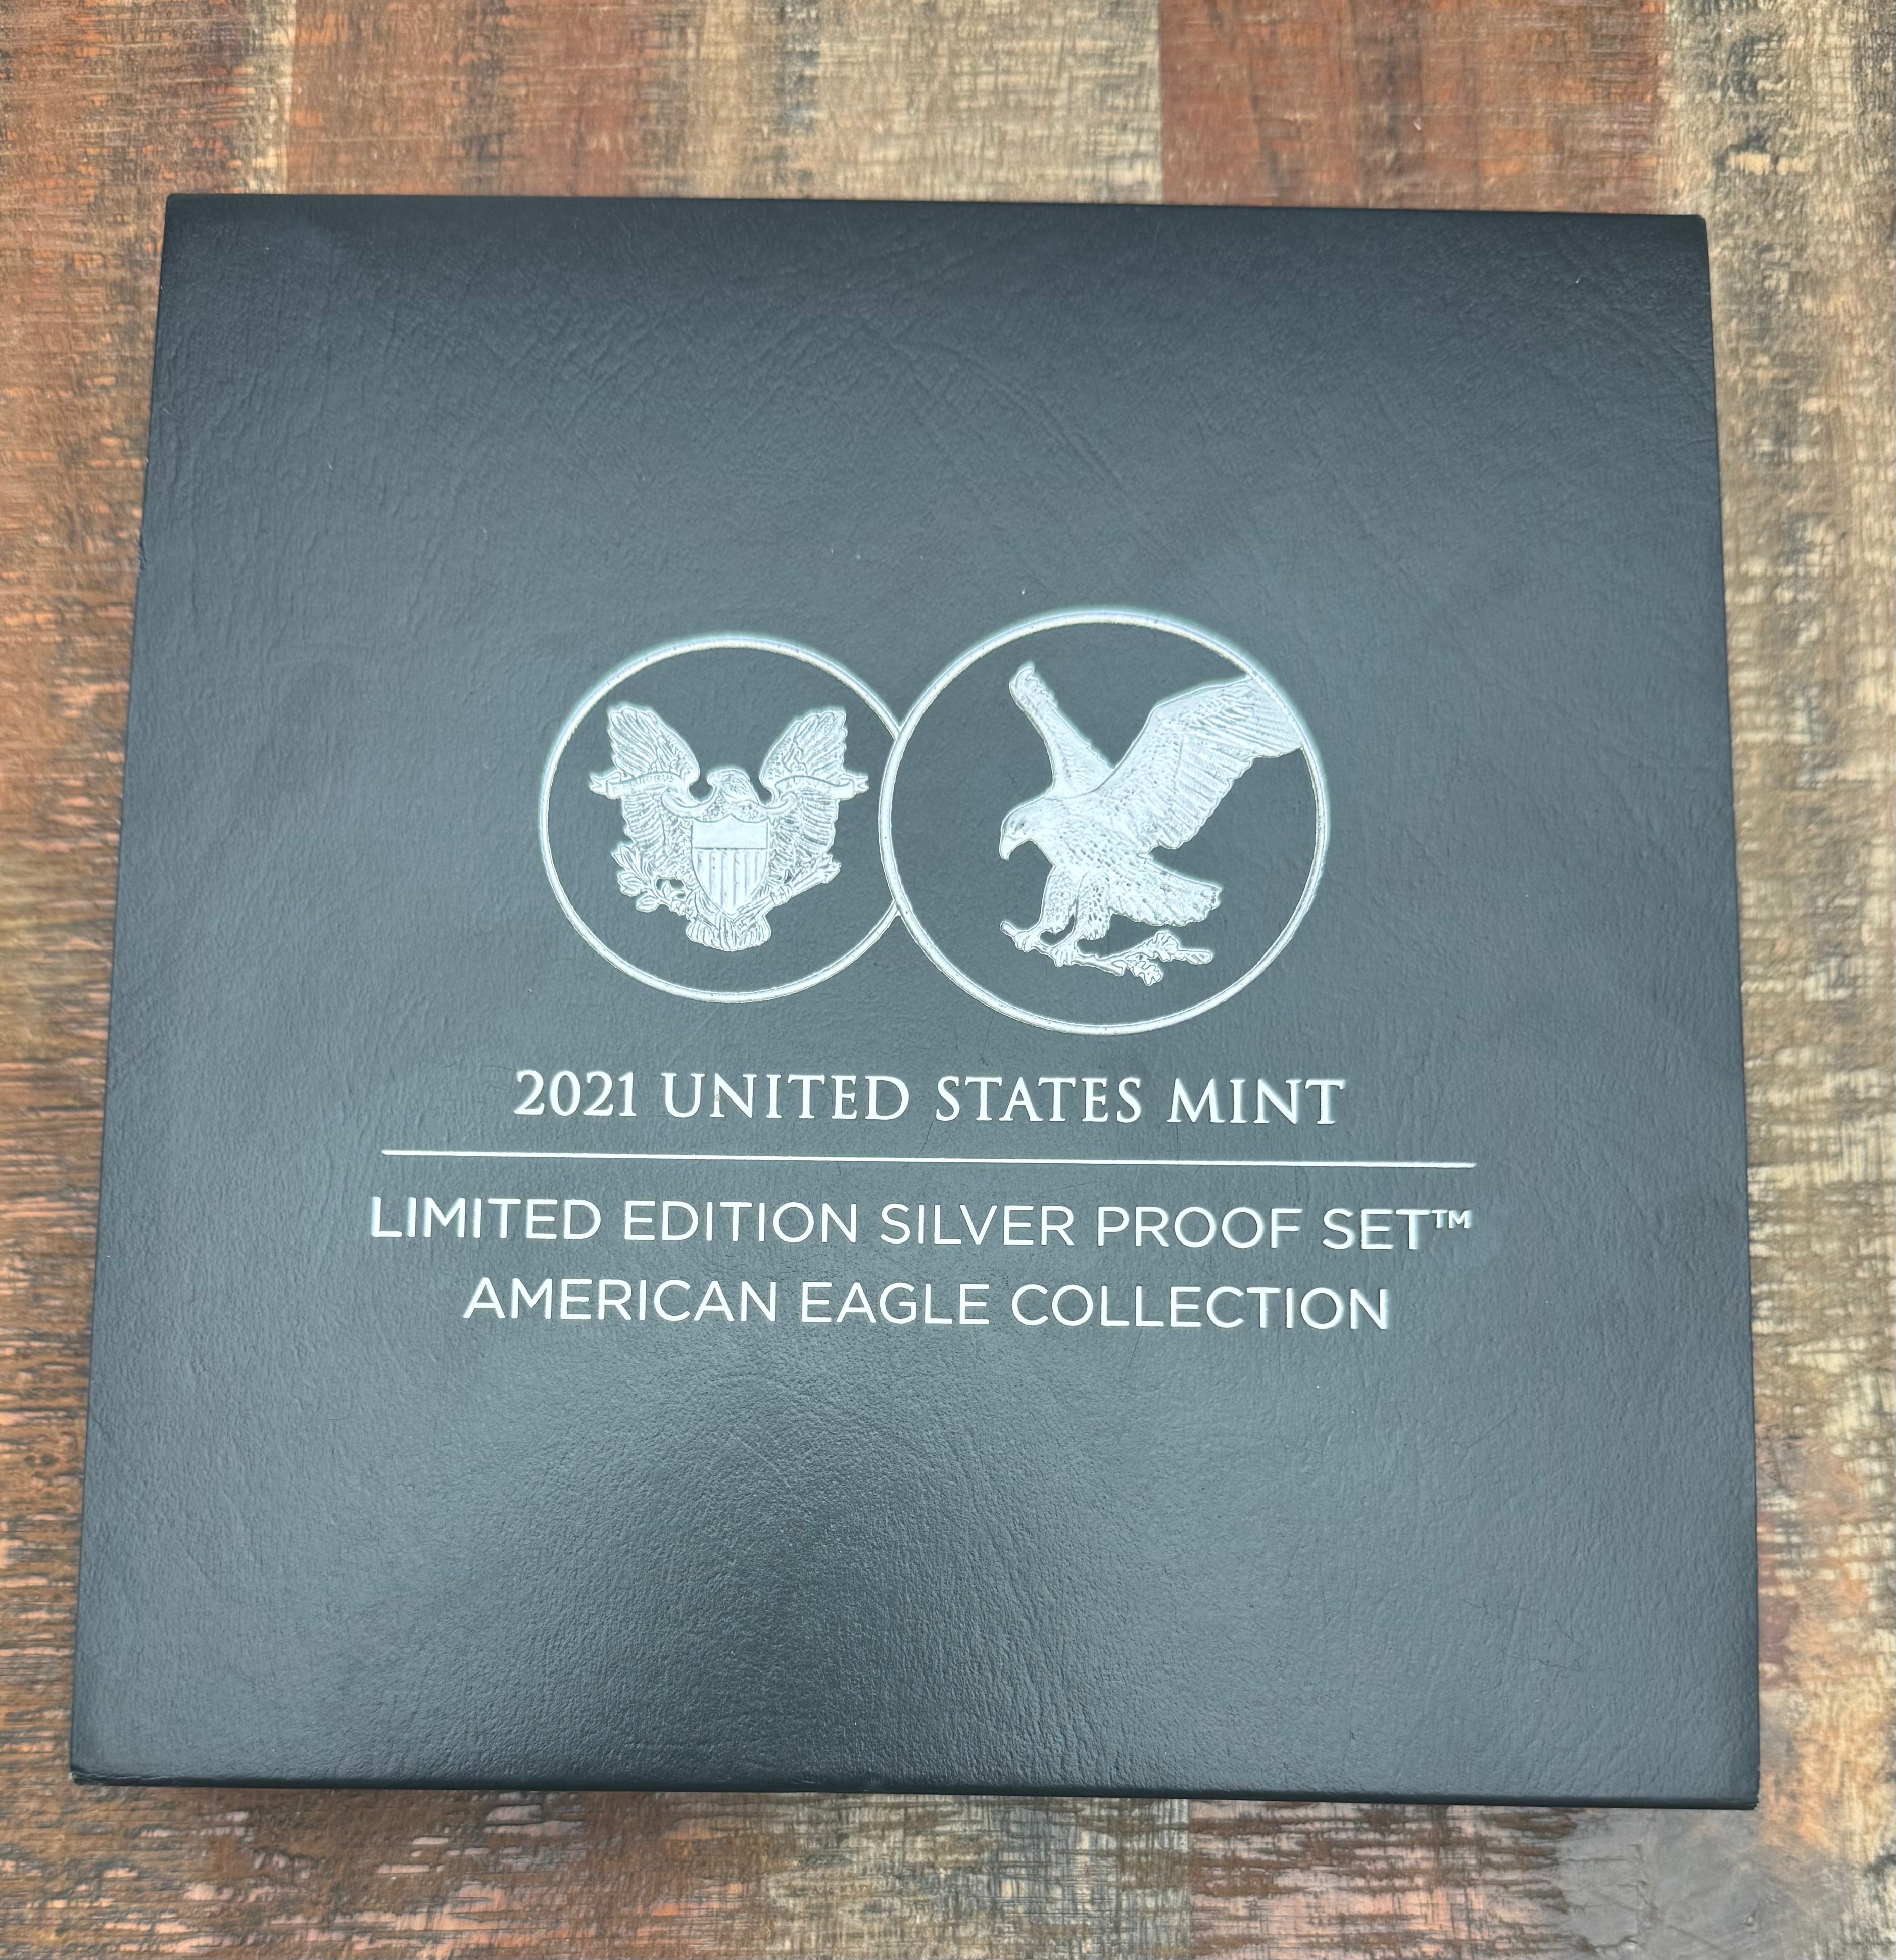 2021 UNITED STATES MINT
LIMITED EDITION SILVER PROOF SET™
AMERICAN EAGLE COLLECTION